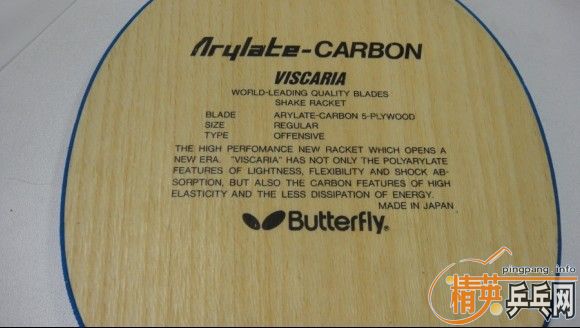 Arylate-CARBON
VISCARIA
WORLD-LEADING QUALITY BLADES
SHAKE RACKET
BLADE ARYLATE-CARBON 5-PLYWOOD
SIZE REGULAR
TYPE OFFENSIVE
THE HIGH PERFOMANCE NEW RACKET WHICH OPENS A
NEW ERA. "VISCARIA" HAS NOT ONLY THE POLYARYLATE
FEATURES OF LIGHTNESS, FLEXIBILITY AND SHOCK AB-
SORPTION, BUT ALSO THE CARBON FEATURES OF HIGH
ELASTICITY AND THE LESS DISSIPATION OF ENERGY.
MADE IN JAPAN
Butterfly®
pingpang.info
精英乒乓网